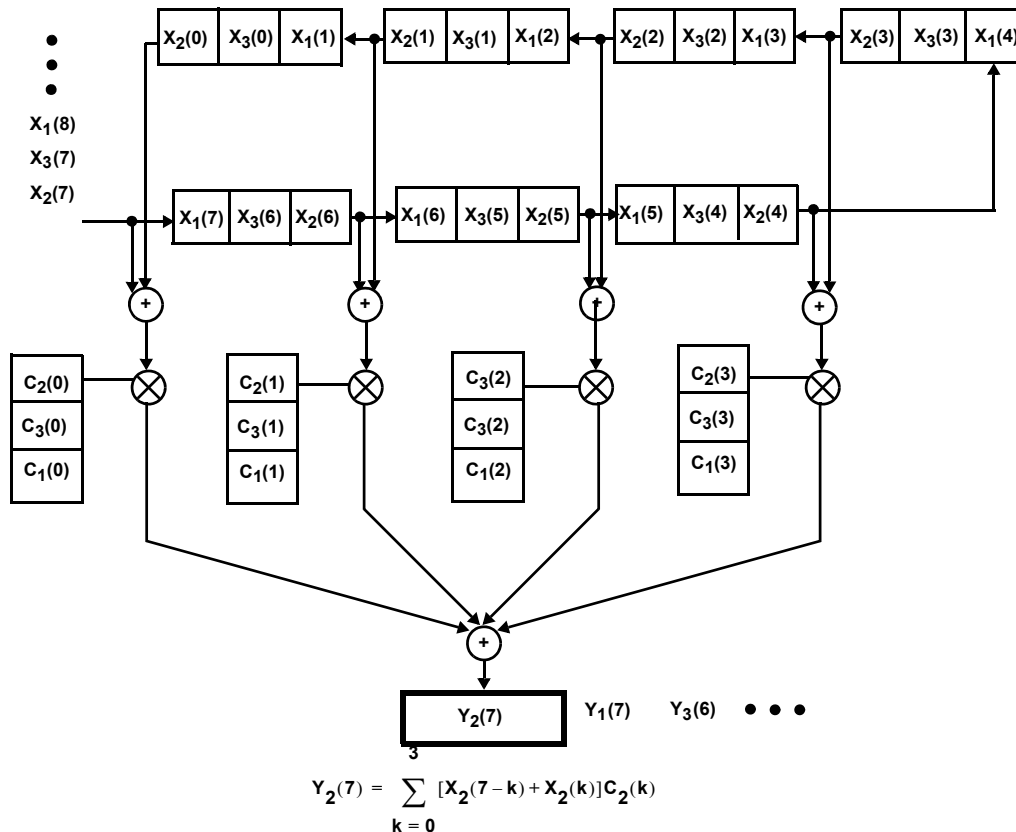 X2(0) X3(0) X1(1) X2(1) X3(1) X1(2) X2(2) X3(2) X1(3) X2(3) X3(3) X1(4)
X1(8)
X3(7)
X2(7)
X1(7) X3(6) X2(6) X1(6) X3(5) X2(5) X1(5) X3(4) X2(4)
+ + + +
C2(0) C2(1) C3(2) C2(3)
C3(0) C3(1) C3(2) C3(3)
C1(0) C1(1) C1(2) C1(3)
+
Y2(7) Y1(7) Y3(6) • • •
3
Y2(7) = ∑ [X2(7 – k) + X2(k)]C2(k)
k = 0